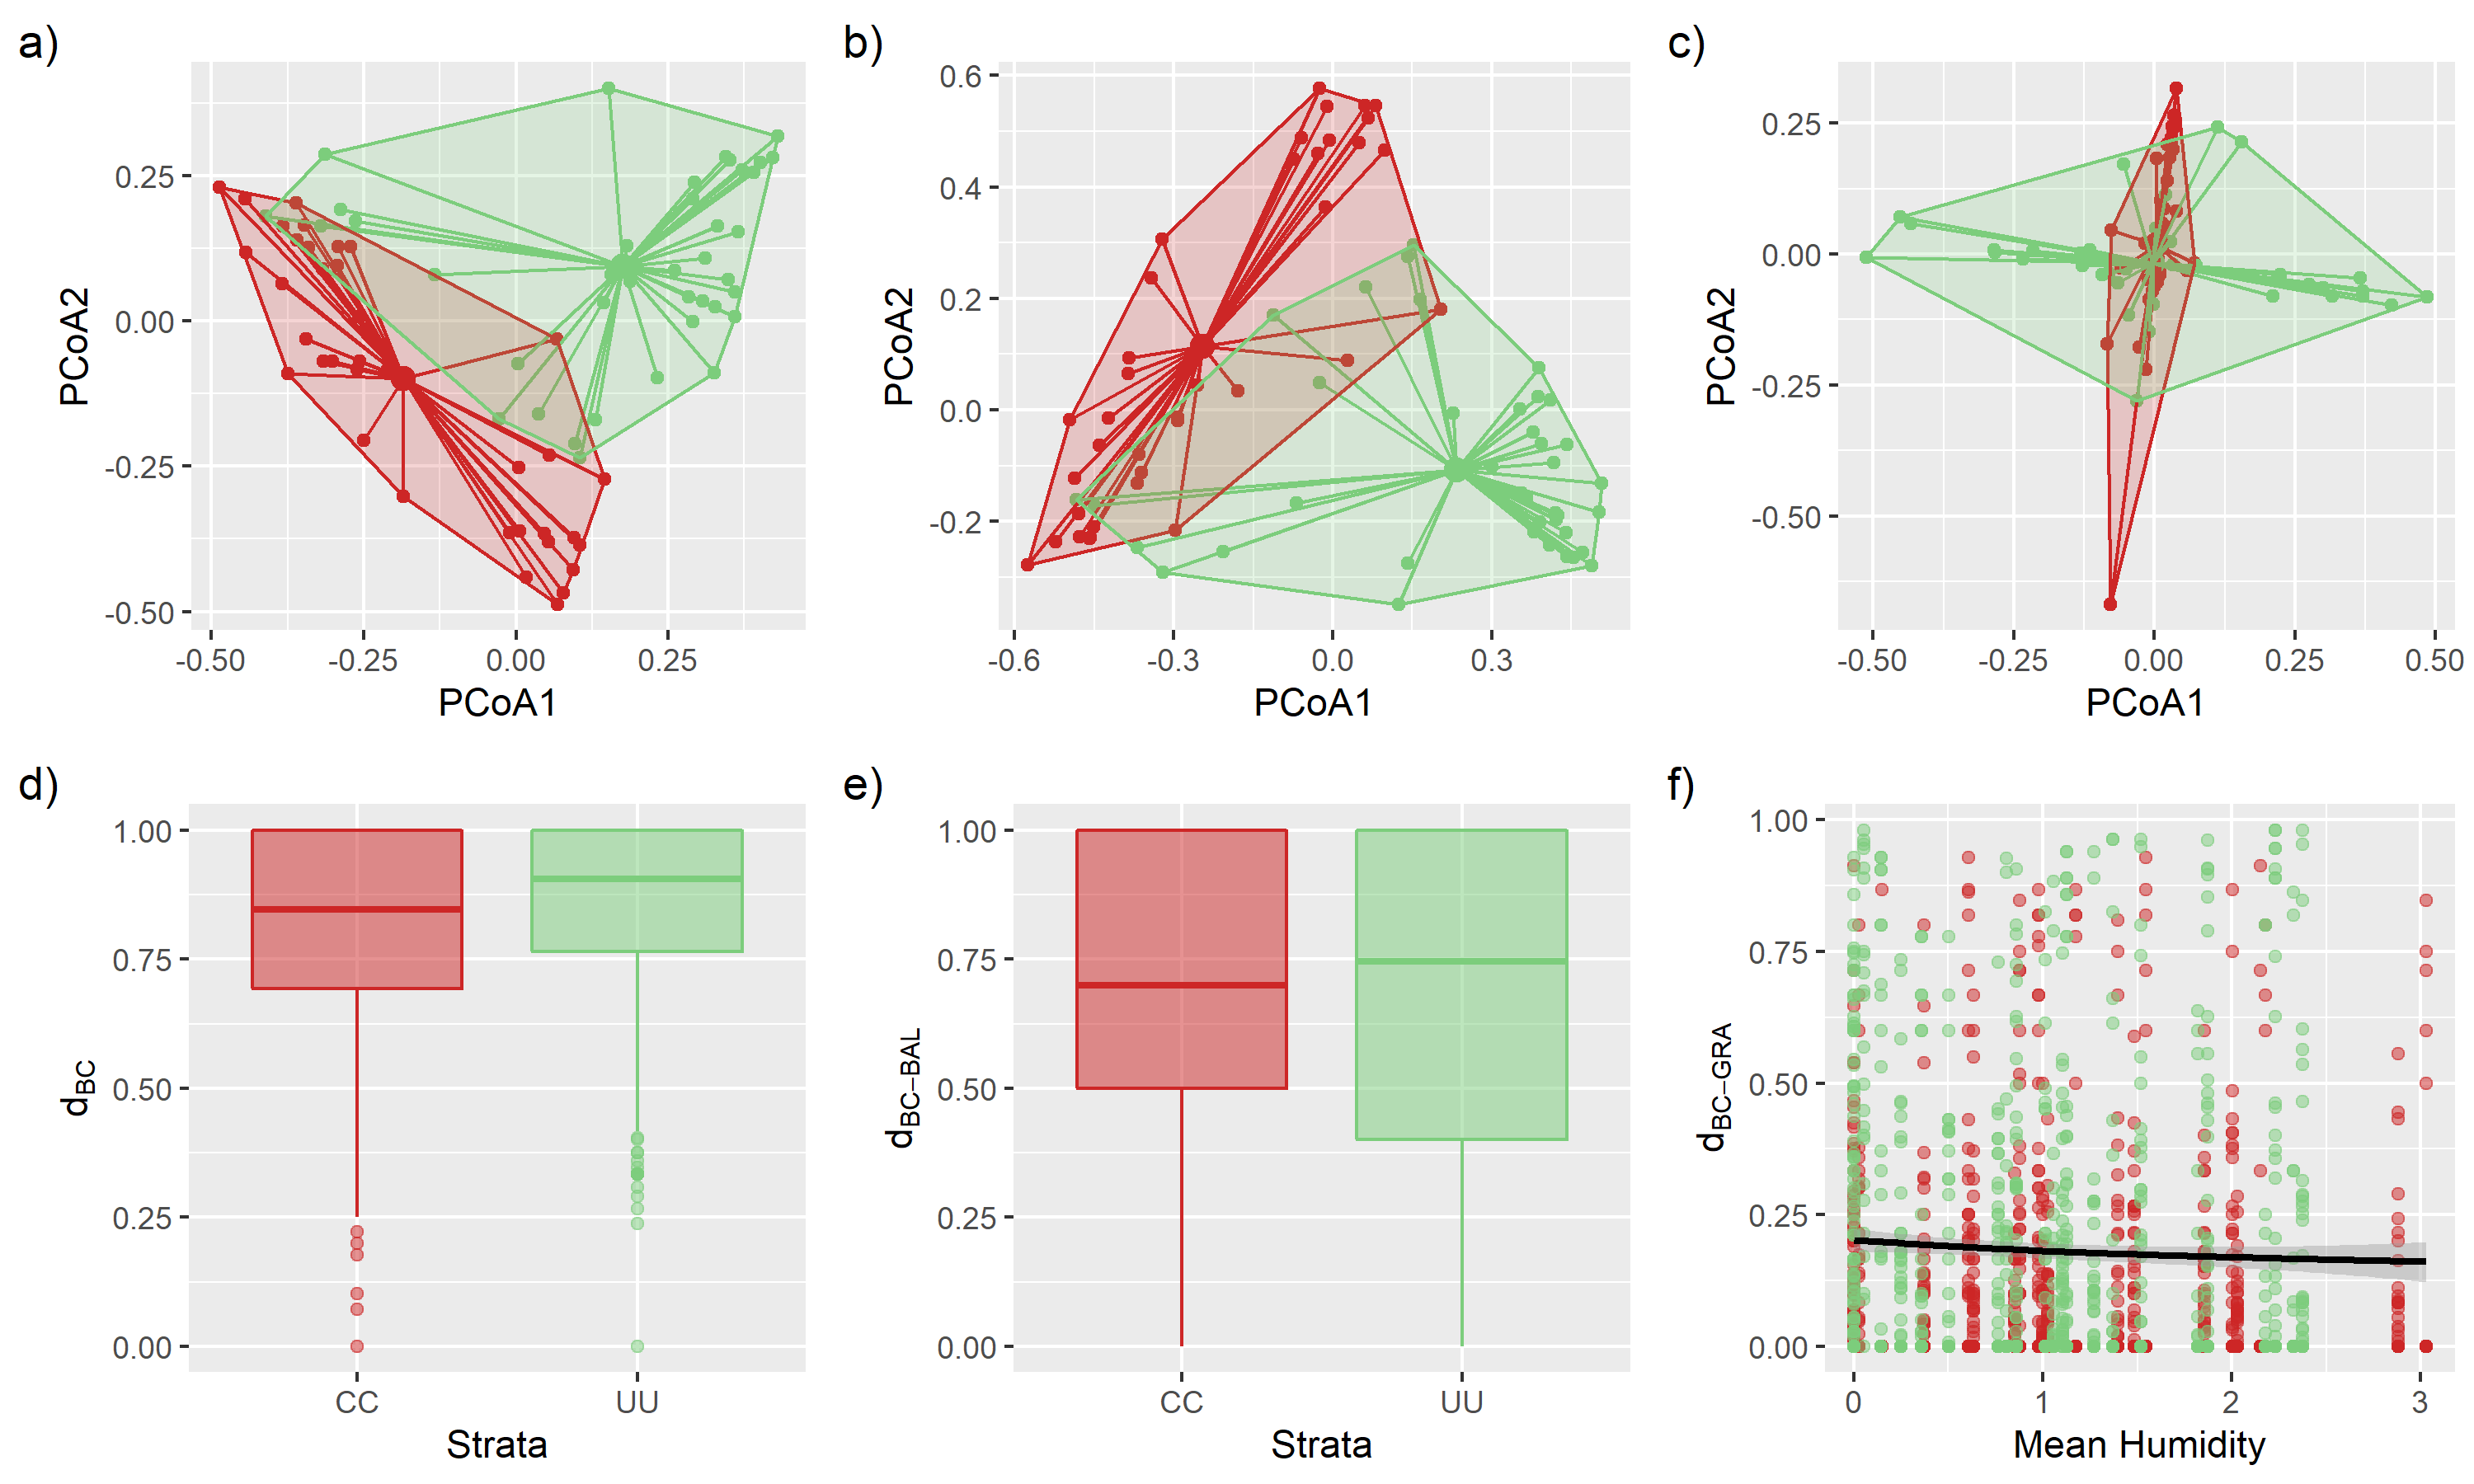 a)
b)
c)
PCoA2
0.25
0.00
-0.25
-0.50
-0.50
-0.25
0.00
0.25
PCoA1
PCoA2
0.6
0.4
0.2
0.0
-0.2
-0.6
-0.3
0.0
0.3
PCoA1
PCoA2
0.25
0.00
-0.25
-0.50
-0.50
-0.25
0.00
0.25
0.50
PCoA1
d)
e)
f)
dBC
1.00
0.75
0.50
0.25
0.00
CC
UU
Strata
dBC−BAL
1.00
0.75
0.50
0.25
0.00
CC
UU
Strata
dBC−GRA
1.00
0.75
0.50
0.25
0.00
0
1
2
3
Mean Humidity